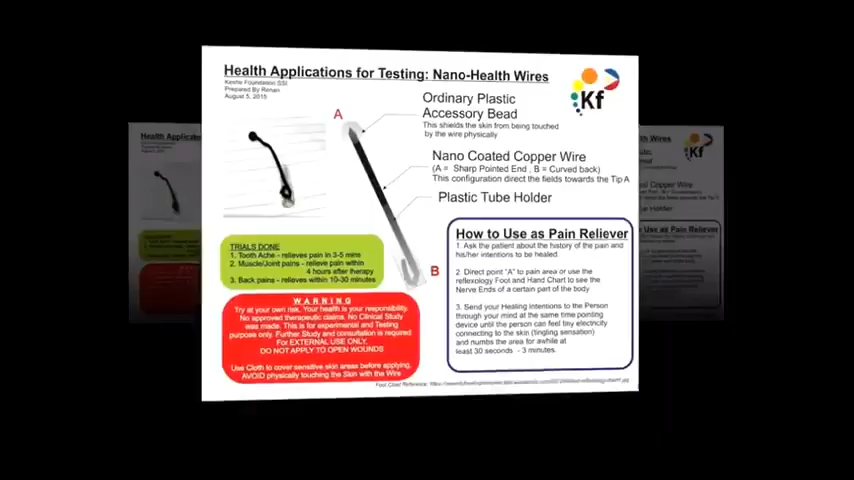 Health Applications for Testing: Nano-Health Wires
Keshe Foundation SSI
Prepared By Renan
August 5, 2015
Kf
A
Ordinary Plastic
Accessory Bead
This shields the skin from being touched
by the wire physically
Nano Coated Copper Wire
(A = Sharp Pointed End , B = Curved back)
This configuration direct the fields towards the Tip A
Plastic Tube Holder
B
TRIALS DONE
1. Tooth Ache - relieves pain in 3-5 mins
2. Muscle/Joint pains - relieve pain within
4 hours after therapy
3. Back pains - relieves within 10-30 minutes
WARNING
Try at your own risk. Your health is your responsibility.
No approved therapeutic claims. No Clinical Study
was made. This is for experimental and Testing
purpose only. Further Study and consultation is required.
For EXTERNAL USE ONLY.
DO NOT APPLY TO OPEN WOUNDS
Use Cloth to cover sensitive skin areas before applying.
AVOID physically touching the Skin with the Wire
How to Use as Pain Reliever
1. Ask the patient about the history of the pain and
his/her intentions to be healed
2. Direct point "A" to pain area or use the
reflexology Foot and Hand Chart to see the
Nerve Ends of a certain part of the body
3. Send your Healing intentions to the Person
through your mind at the same time pointing
device until the person can feel tiny electricity
connecting to the skin (tingling sensation)
and numbs the area for awhile at
least 30 seconds - 3 minutes.
Foot Chart Reference:
Health Applic
Wires
Kf
d Copper Wire
Holder
Use as Pain Reliever